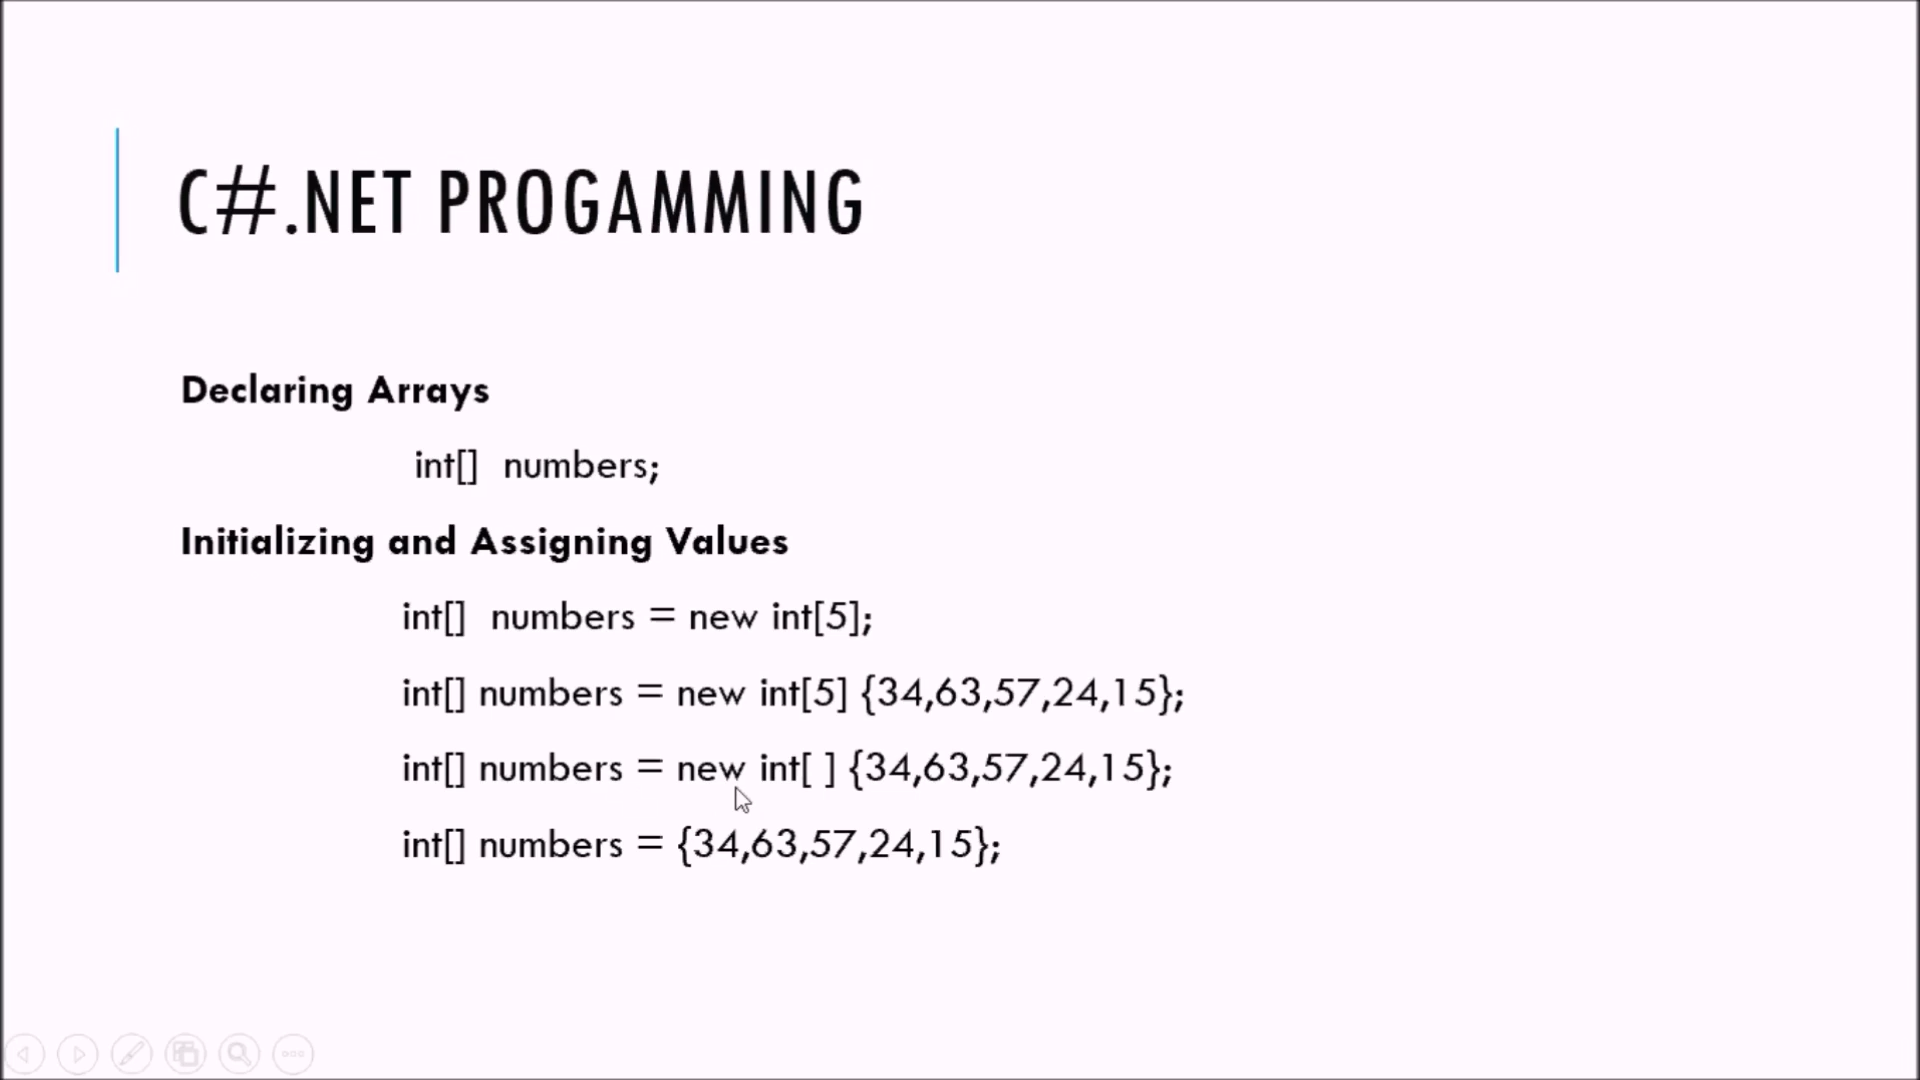 C#.NET PROGAMMING
Declaring Arrays
int[]  numbers;
Initializing and Assigning Values
int[]  numbers = new int[5];
int[] numbers = new int[5] {34,63,57,24,15};
int[] numbers = new int[ ] {34,63,57,24,15};
int[] numbers = {34,63,57,24,15};